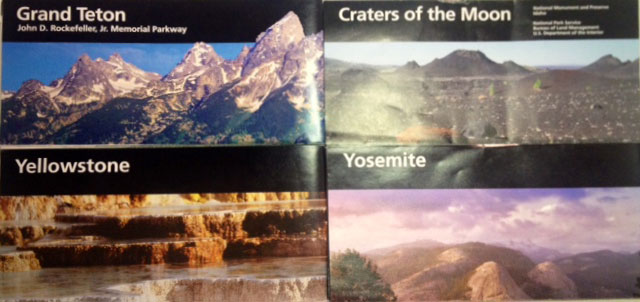 Grand Teton
John D. Rockefeller, Jr. Memorial Parkway
Craters of the Moon
National Monument and Preserve
Idaho
National Park Service
Bureau of Land Management
U.S. Department of the Interior
Yellowstone
Yosemite